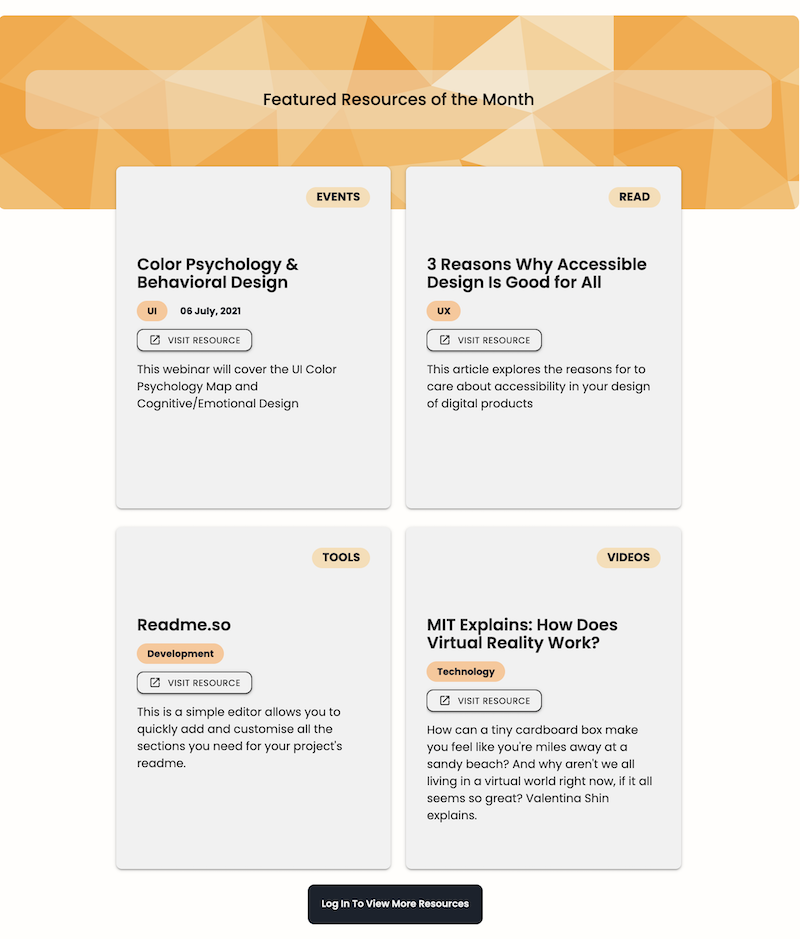 Featured Resources of the Month
EVENTS
Color Psychology &
Behavioral Design
UI 06 July, 2021
VISIT RESOURCE
This webinar will cover the UI Color
Psychology Map and
Cognitive/Emotional Design
READ
3 Reasons Why Accessible
Design Is Good for All
UX
VISIT RESOURCE
This article explores the reasons for to
care about accessibility in your design
of digital products
TOOLS
Readme.so
Development
VISIT RESOURCE
This is a simple editor allows you to
quickly add and customise all the
sections you need for your project's
readme.
VIDEOS
MIT Explains: How Does
Virtual Reality Work?
Technology
VISIT RESOURCE
How can a tiny cardboard box make
you feel like you're miles away at a
sandy beach? And why aren't we all
living in a virtual world right now, if it all
seems so great? Valentina Shin
explains.
Log In To View More Resources